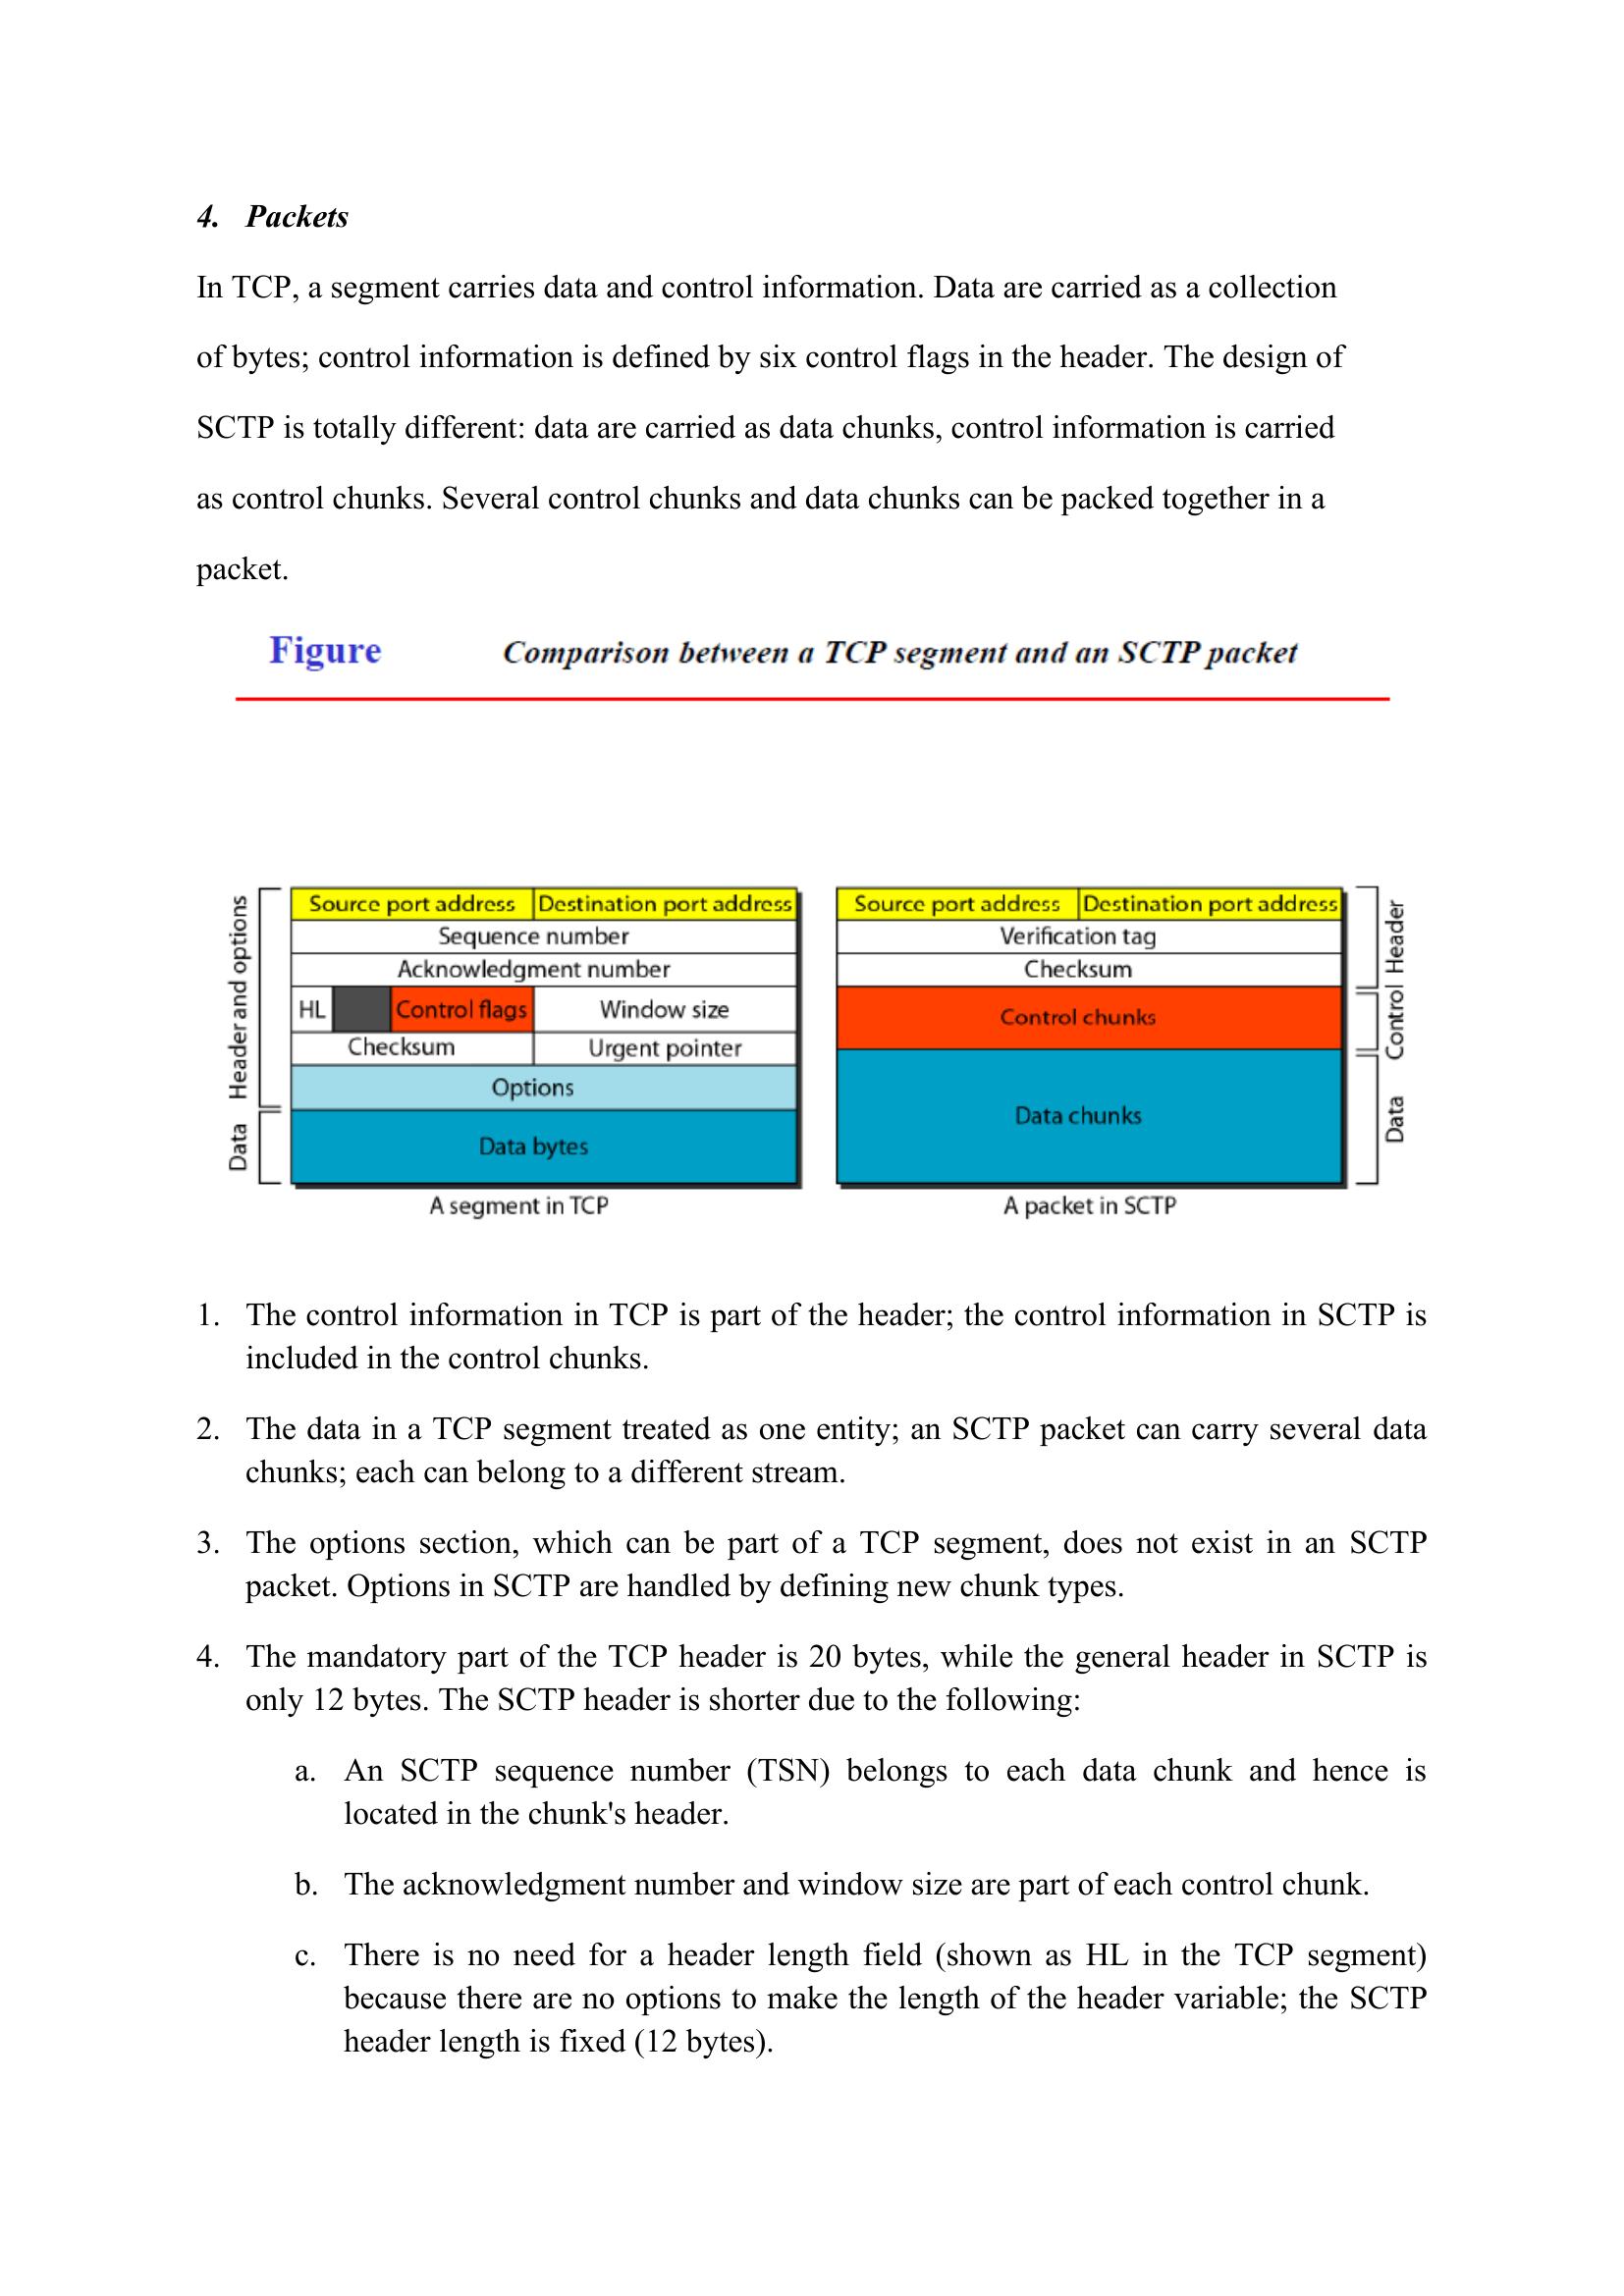 4. Packets
In TCP, a segment carries data and control information. Data are carried as a collection
of bytes; control information is defined by six control flags in the header. The design of
SCTP is totally different: data are carried as data chunks, control information is carried
as control chunks. Several control chunks and data chunks can be packed together in a
packet.
Figure Comparison between a TCP segment and an SCTP packet
Header and options
Data
Source port address Destination port address
Sequence number
Acknowledgment number
HL Control flags Window size
Checksum Urgent pointer
Options
Data bytes
A segment in TCP
Source port address Destination port address
Verification tag
Checksum
Control chunks
Data chunks
A packet in SCTP
Header
Control
Data
1. The control information in TCP is part of the header; the control information in SCTP is
included in the control chunks.
2. The data in a TCP segment treated as one entity; an SCTP packet can carry several data
chunks; each can belong to a different stream.
3. The options section, which can be part of a TCP segment, does not exist in an SCTP
packet. Options in SCTP are handled by defining new chunk types.
4. The mandatory part of the TCP header is 20 bytes, while the general header in SCTP is
only 12 bytes. The SCTP header is shorter due to the following:
a. An SCTP sequence number (TSN) belongs to each data chunk and hence is
located in the chunk's header.
b. The acknowledgment number and window size are part of each control chunk.
c. There is no need for a header length field (shown as HL in the TCP segment)
because there are no options to make the length of the header variable; the SCTP
header length is fixed (12 bytes).